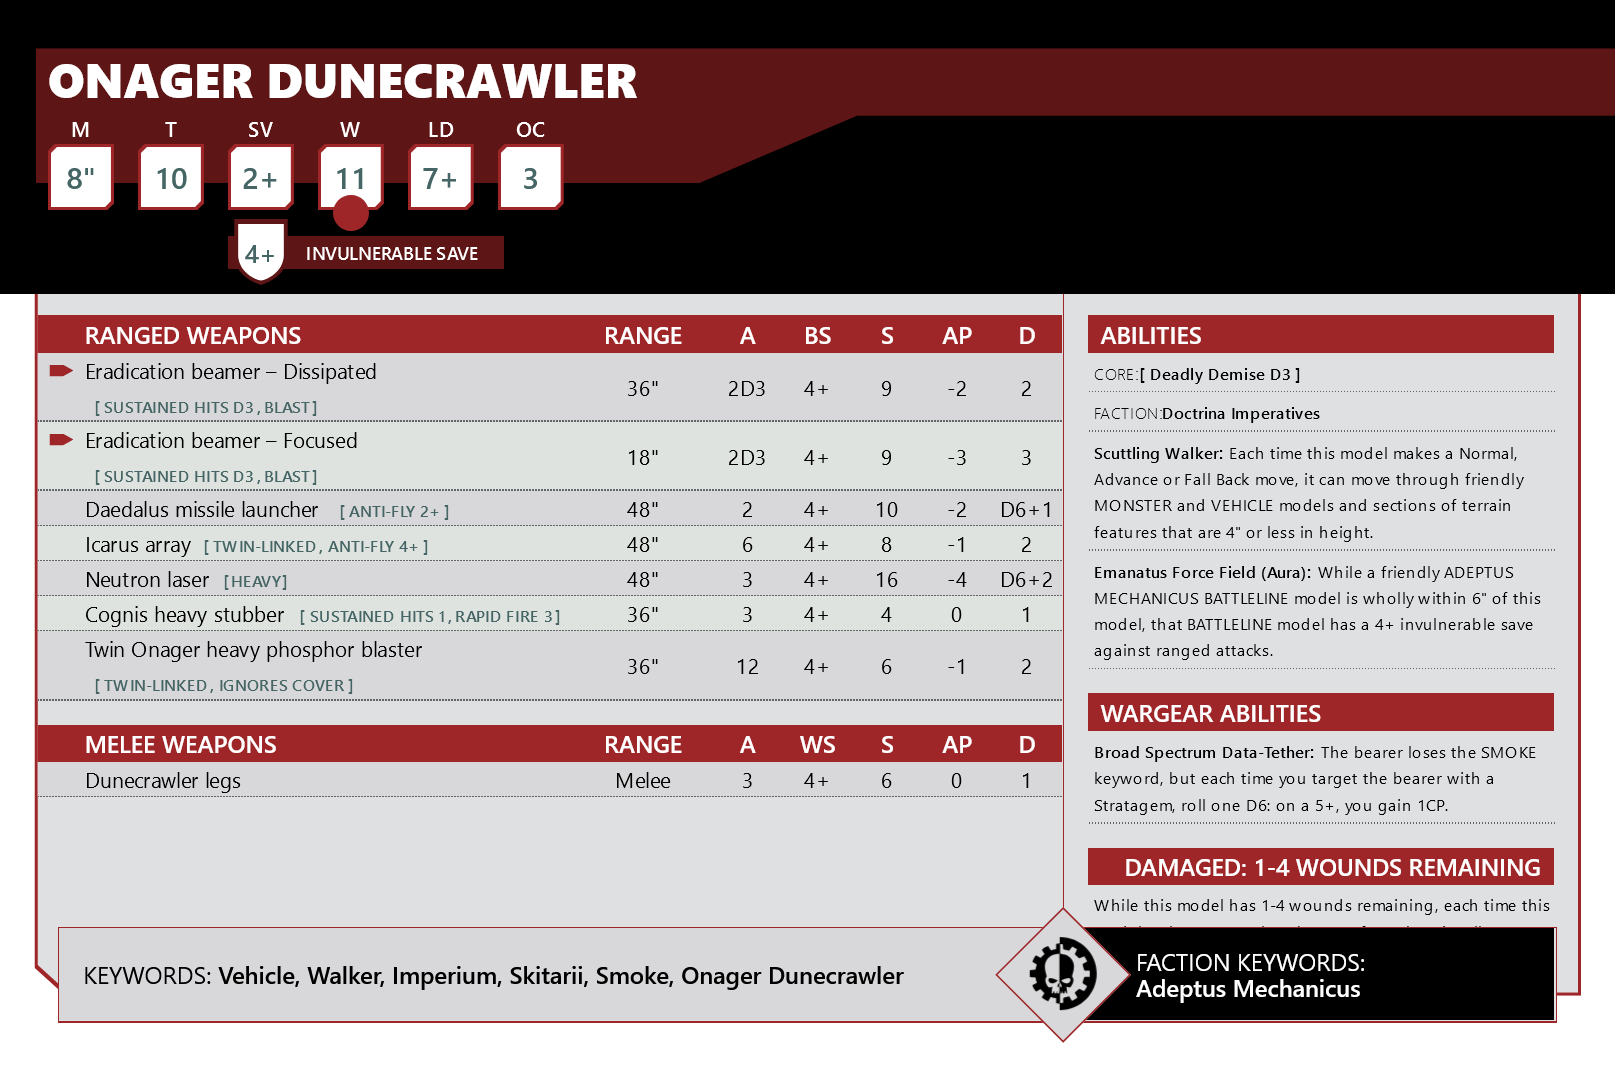 ONAGER DUNECRAWLER
M T SV W LD OC
8" 10 2+ 11 7+ 3
4+ INVULNERABLE SAVE
RANGED WEAPONS RANGE A BS S AP D
Eradication beamer – Dissipated
[ SUSTAINED HITS D3 , BLAST ]
36" 2D3 4+ 9 -2 2
Eradication beamer – Focused
[ SUSTAINED HITS D3 , BLAST ]
18" 2D3 4+ 9 -3 3
Daedalus missile launcher [ ANTI-FLY 2+ ] 48" 2 4+ 10 -2 D6+1
Icarus array [ TWIN-LINKED , ANTI-FLY 4+ ] 48" 6 4+ 8 -1 2
Neutron laser [ HEAVY ] 48" 3 4+ 16 -4 D6+2
Cognis heavy stubber [ SUSTAINED HITS 1 , RAPID FIRE 3 ] 36" 3 4+ 4 0 1
Twin Onager heavy phosphor blaster
[ TWIN-LINKED , IGNORES COVER ]
36" 12 4+ 6 -1 2
MELEE WEAPONS RANGE A WS S AP D
Dunecrawler legs Melee 3 4+ 6 0 1
ABILITIES
CORE:[ Deadly Demise D3 ]
FACTION:Doctrina Imperatives
Scuttling Walker: Each time this model makes a Normal,
Advance or Fall Back move, it can move through friendly
MONSTER and VEHICLE models and sections of terrain
features that are 4" or less in height.
Emanatus Force Field (Aura): While a friendly ADEPTUS
MECHANICUS BATTLELINE model is wholly within 6" of this
model, that BATTLELINE model has a 4+ invulnerable save
against ranged attacks.
WARGEAR ABILITIES
Broad Spectrum Data-Tether: The bearer loses the SMOKE
keyword, but each time you target the bearer with a
Stratagem, roll one D6: on a 5+, you gain 1CP.
DAMAGED: 1-4 WOUNDS REMAINING
While this model has 1-4 wounds remaining, each time this
KEYWORDS: Vehicle, Walker, Imperium, Skitarii, Smoke, Onager Dunecrawler
FACTION KEYWORDS:
Adeptus Mechanicus